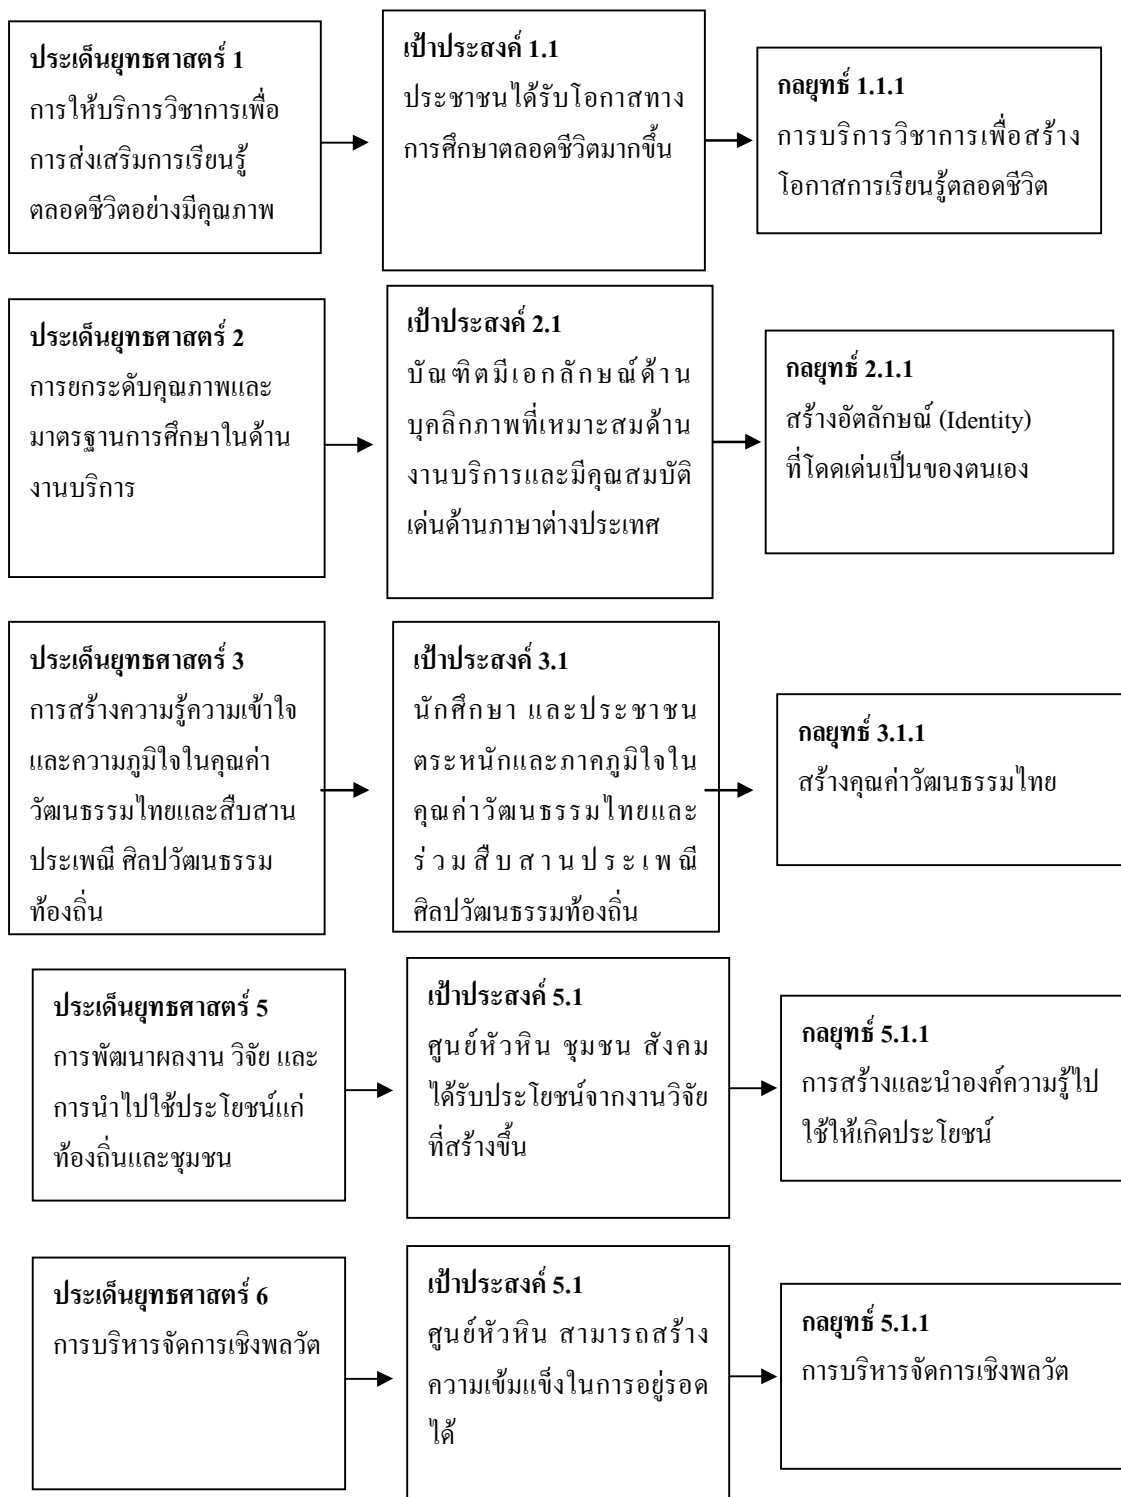 ประเด็นยุทธศาสตร์ 1
การให้บริการวิชาการเพื่อ
การส่งเสริมการเรียนรู้
ตลอดชีวิตอย่างมีคุณภาพ
เป้าประสงค์ 1.1
ประชาชนได้รับโอกาสทาง
การศึกษาตลอดชีวิตมากขึ้น
กลยุทธ์ 1.1.1
การบริการวิชาการเพื่อสร้าง
โอกาสการเรียนรู้ตลอดชีวิต
ประเด็นยุทธศาสตร์ 2
การยกระดับคุณภาพและ
มาตรฐานการศึกษาในด้าน
งานบริการ
เป้าประสงค์ 2.1
บัณฑิตมีเอกลักษณ์ด้าน
บุคลิกภาพที่เหมาะสมด้าน
งานบริการและมีคุณสมบัติ
เด่นด้านภาษาต่างประเทศ
กลยุทธ์ 2.1.1
สร้างอัตลักษณ์ (Identity)
ที่โดดเด่นเป็นของตนเอง
ประเด็นยุทธศาสตร์ 3
การสร้างความรู้ความเข้าใจ
และความภูมิใจในคุณค่า
วัฒนธรรมไทยและสืบสาน
ประเพณี ศิลปวัฒนธรรม
ท้องถิ่น
เป้าประสงค์ 3.1
นักศึกษา และประชาชน
ตระหนักและภาคภูมิใจใน
คุณค่าวัฒนธรรมไทยและ
ร่วมสืบสานประเพณี
ศิลปวัฒนธรรมท้องถิ่น
กลยุทธ์ 3.1.1
สร้างคุณค่าวัฒนธรรมไทย
ประเด็นยุทธศาสตร์ 5
การพัฒนาผลงาน วิจัย และ
การนำไปใช้ประโยชน์แก่
ท้องถิ่นและชุมชน
เป้าประสงค์ 5.1
ศูนย์หัวหิน ชุมชน สังคม
ได้รับประโยชน์จากงานวิจัย
ที่สร้างขึ้น
กลยุทธ์ 5.1.1
การสร้างและนำองค์ความรู้ไป
ใช้ให้เกิดประโยชน์
ประเด็นยุทธศาสตร์ 6
การบริหารจัดการเชิงพลวัต
เป้าประสงค์ 5.1
ศูนย์หัวหิน สามารถสร้าง
ความเข้มแข็งในการอยู่รอด
ได้
กลยุทธ์ 5.1.1
การบริหารจัดการเชิงพลวัต